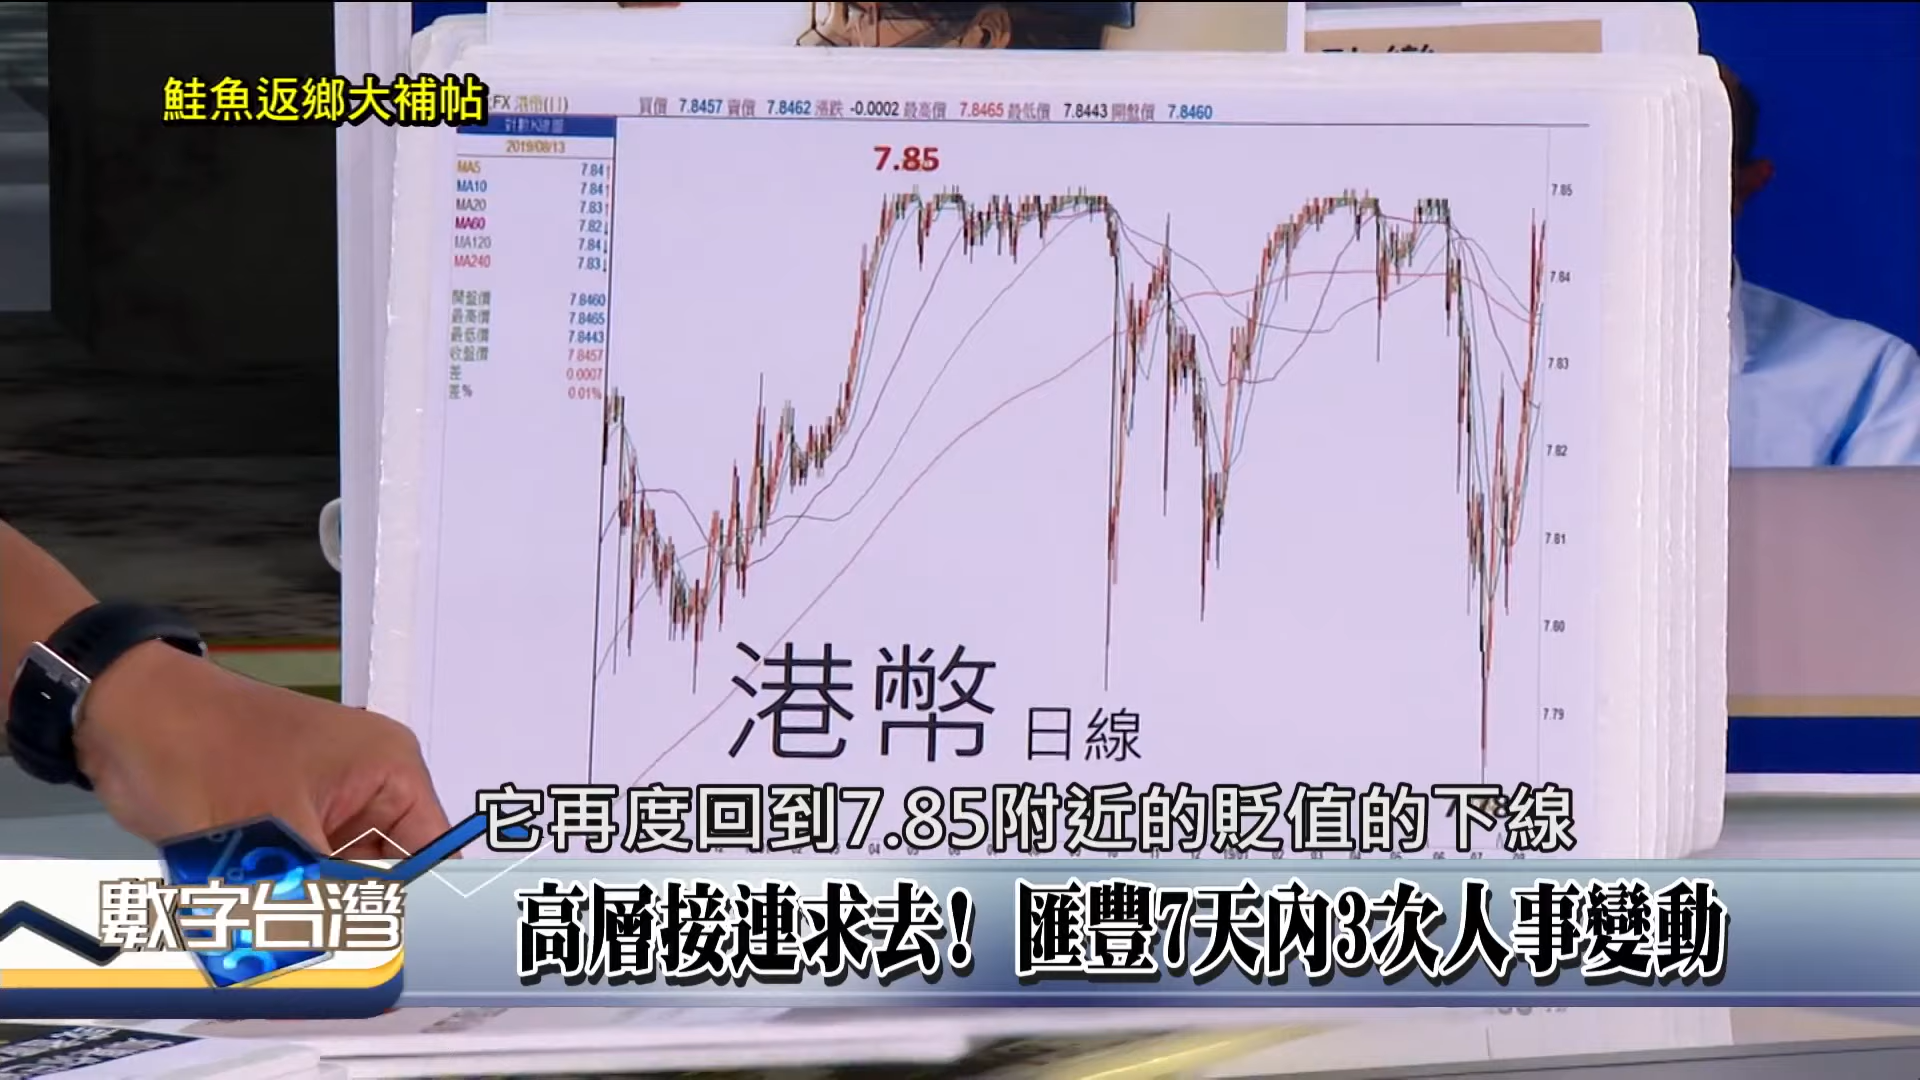 鮭魚返鄉大補帖
FX 港幣(日)
買價 7.8457 賣價 7.8462 漲跌 -0.0002 最高價 7.8465 最低價 7.8443 開盤價 7.8460
2019/08/13
MA5 7.84↑
MA10 7.84↑
MA20 7.83↑
MA60 7.82↓
MA120 7.84↓
MA240 7.83↓
開盤價 7.8460
最高價 7.8465
最低價 7.8443
收盤價 7.8457
差 0.0007
差% 0.01%
7.85
7.85
7.84
7.83
7.82
7.81
7.80
7.79
港幣 日線
它再度回到7.85附近的貶值的下線
數字台灣
高層接連求去! 匯豐7天內3次人事變動